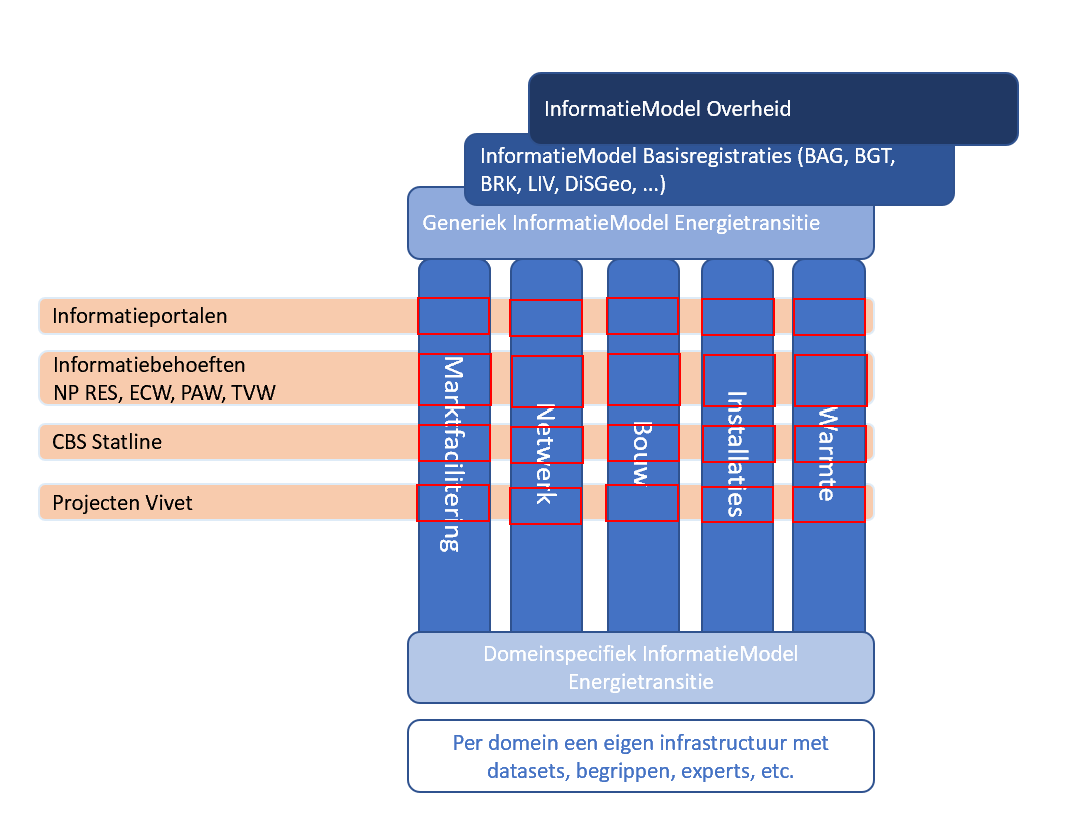 InformatieModel Overheid
InformatieModel Basisregistraties (BAG, BGT,
BRK, LIV, DiSGeo, ...)
Generiek InformatieModel Energietransitie
Informatieportalen
Informatiebehoeften
NP RES, ECW, PAW, TVW
CBS Statline
Projecten Vivet
Marktfacilitering
Netwerk
Bouw
Installaties
Warmte
Domeinspecifiek InformatieModel
Energietransitie
Per domein een eigen infrastructuur met
datasets, begrippen, experts, etc.